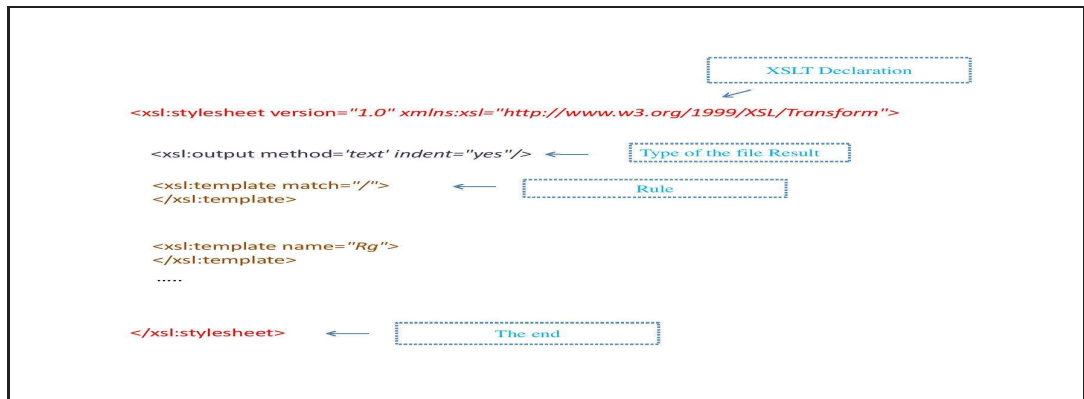 XSLT Declaration
<xsl:stylesheet version="1.0" xmlns:xsl="http://www.w3.org/1999/XSL/Transform">
<xsl:output method='text' indent="yes"/>
Type of the file Result
<xsl:template match="/">
Rule
</xsl:template>
<xsl:template name="Rg">
</xsl:template>
.....
</xsl:stylesheet>
The end